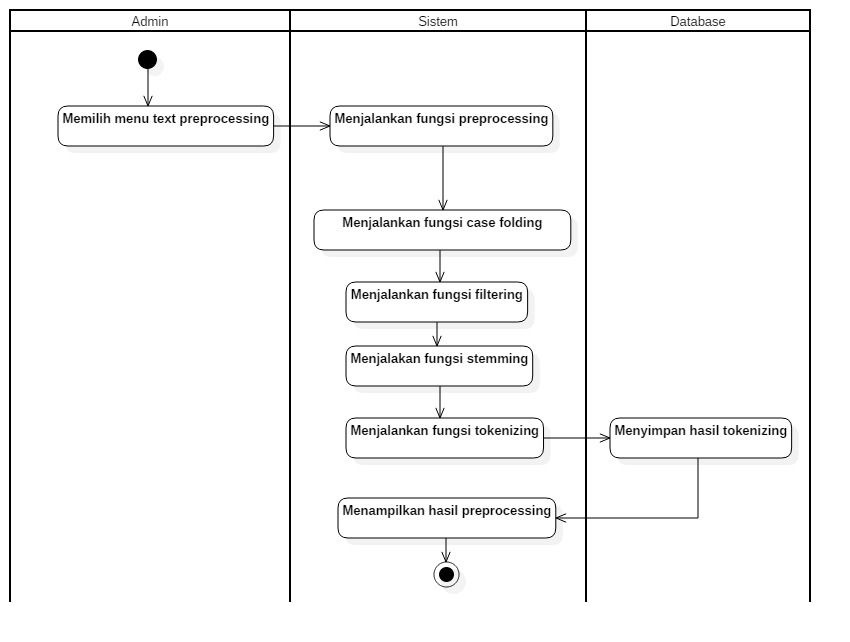 Admin
Sistem
Database
Memilih menu text preprocessing
Menjalankan fungsi preprocessing
Menjalankan fungsi case folding
Menjalankan fungsi filtering
Menjalakan fungsi stemming
Menjalankan fungsi tokenizing
Menyimpan hasil tokenizing
Menampilkan hasil preprocessing